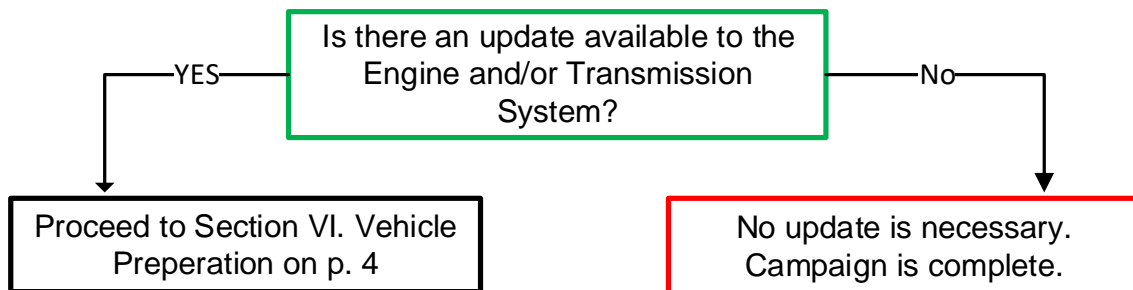 Is there an update available to the
Engine and/or Transmission
System?
YES
No
Proceed to Section VI. Vehicle
Preperation on p. 4
No update is necessary.
Campaign is complete.